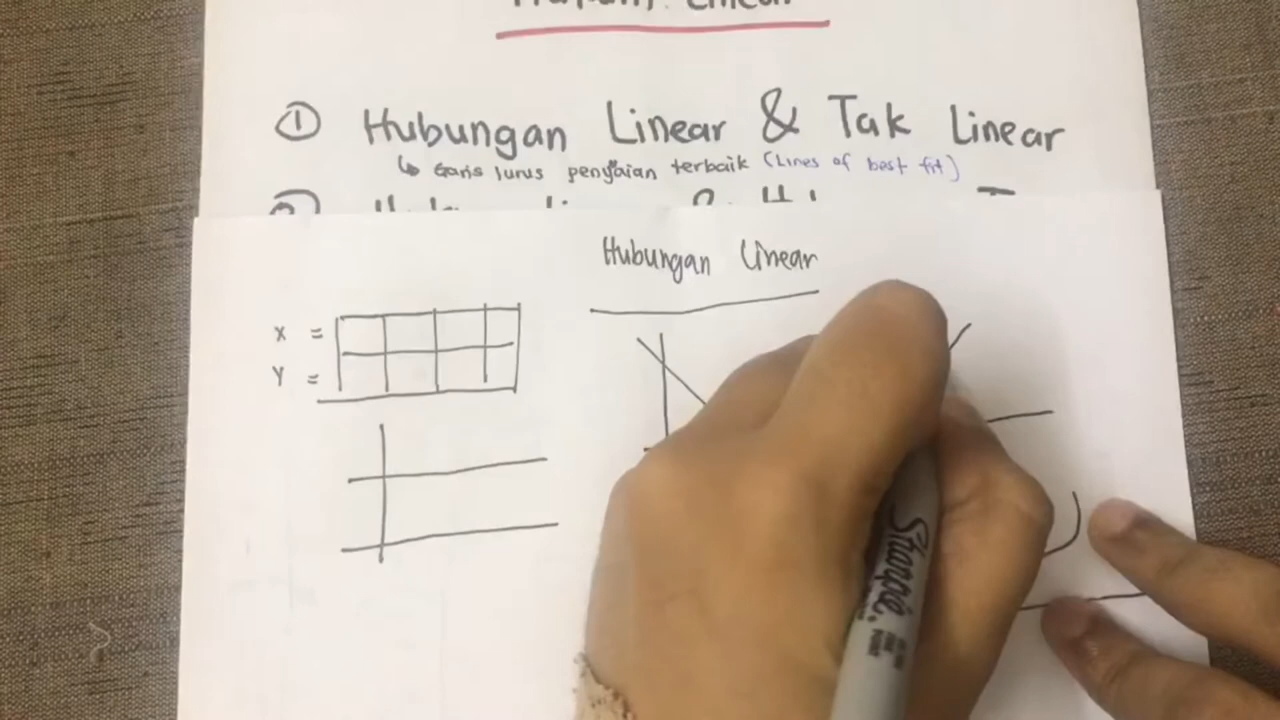 ① Hubungan Linear & Tak Linear
↳ Garis lurus penyuaian terbaik (Lines of best fit)
Hubungan Linear
X =
Y =
Sharpie